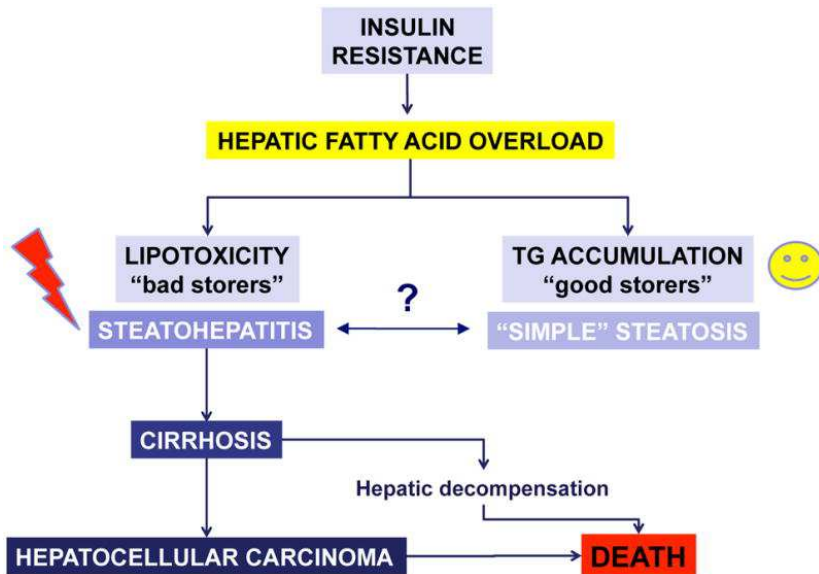 INSULIN
RESISTANCE
HEPATIC FATTY ACID OVERLOAD
LIPOTOXICITY
“bad storers”
TG ACCUMULATION
“good storers”
?
STEATOHEPATITIS
“SIMPLE” STEATOSIS
CIRRHOSIS
Hepatic decompensation
HEPATOCELLULAR CARCINOMA
DEATH